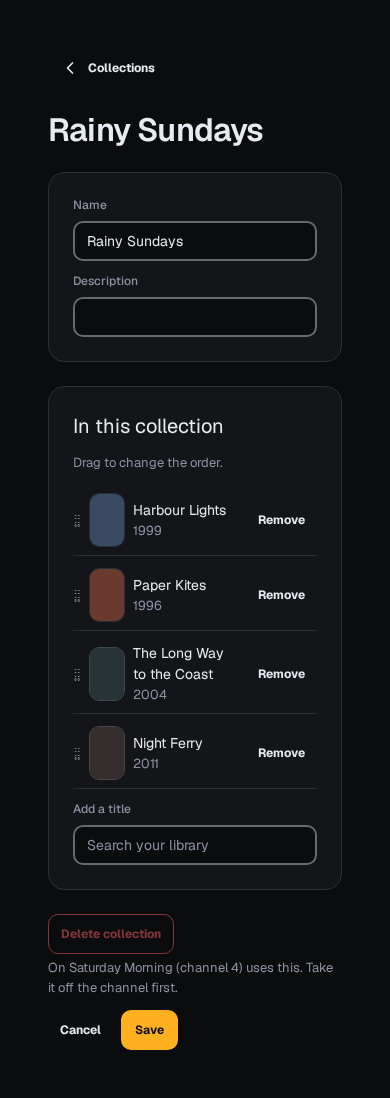 Collections
Rainy Sundays
Name
Rainy Sundays
Description
In this collection
Drag to change the order.
Harbour Lights
1999
Remove
Paper Kites
1996
Remove
The Long Way
to the Coast
2004
Remove
Night Ferry
2011
Remove
Add a title
Search your library
Delete collection
On Saturday Morning (channel 4) uses this. Take
it off the channel first.
Cancel
Save